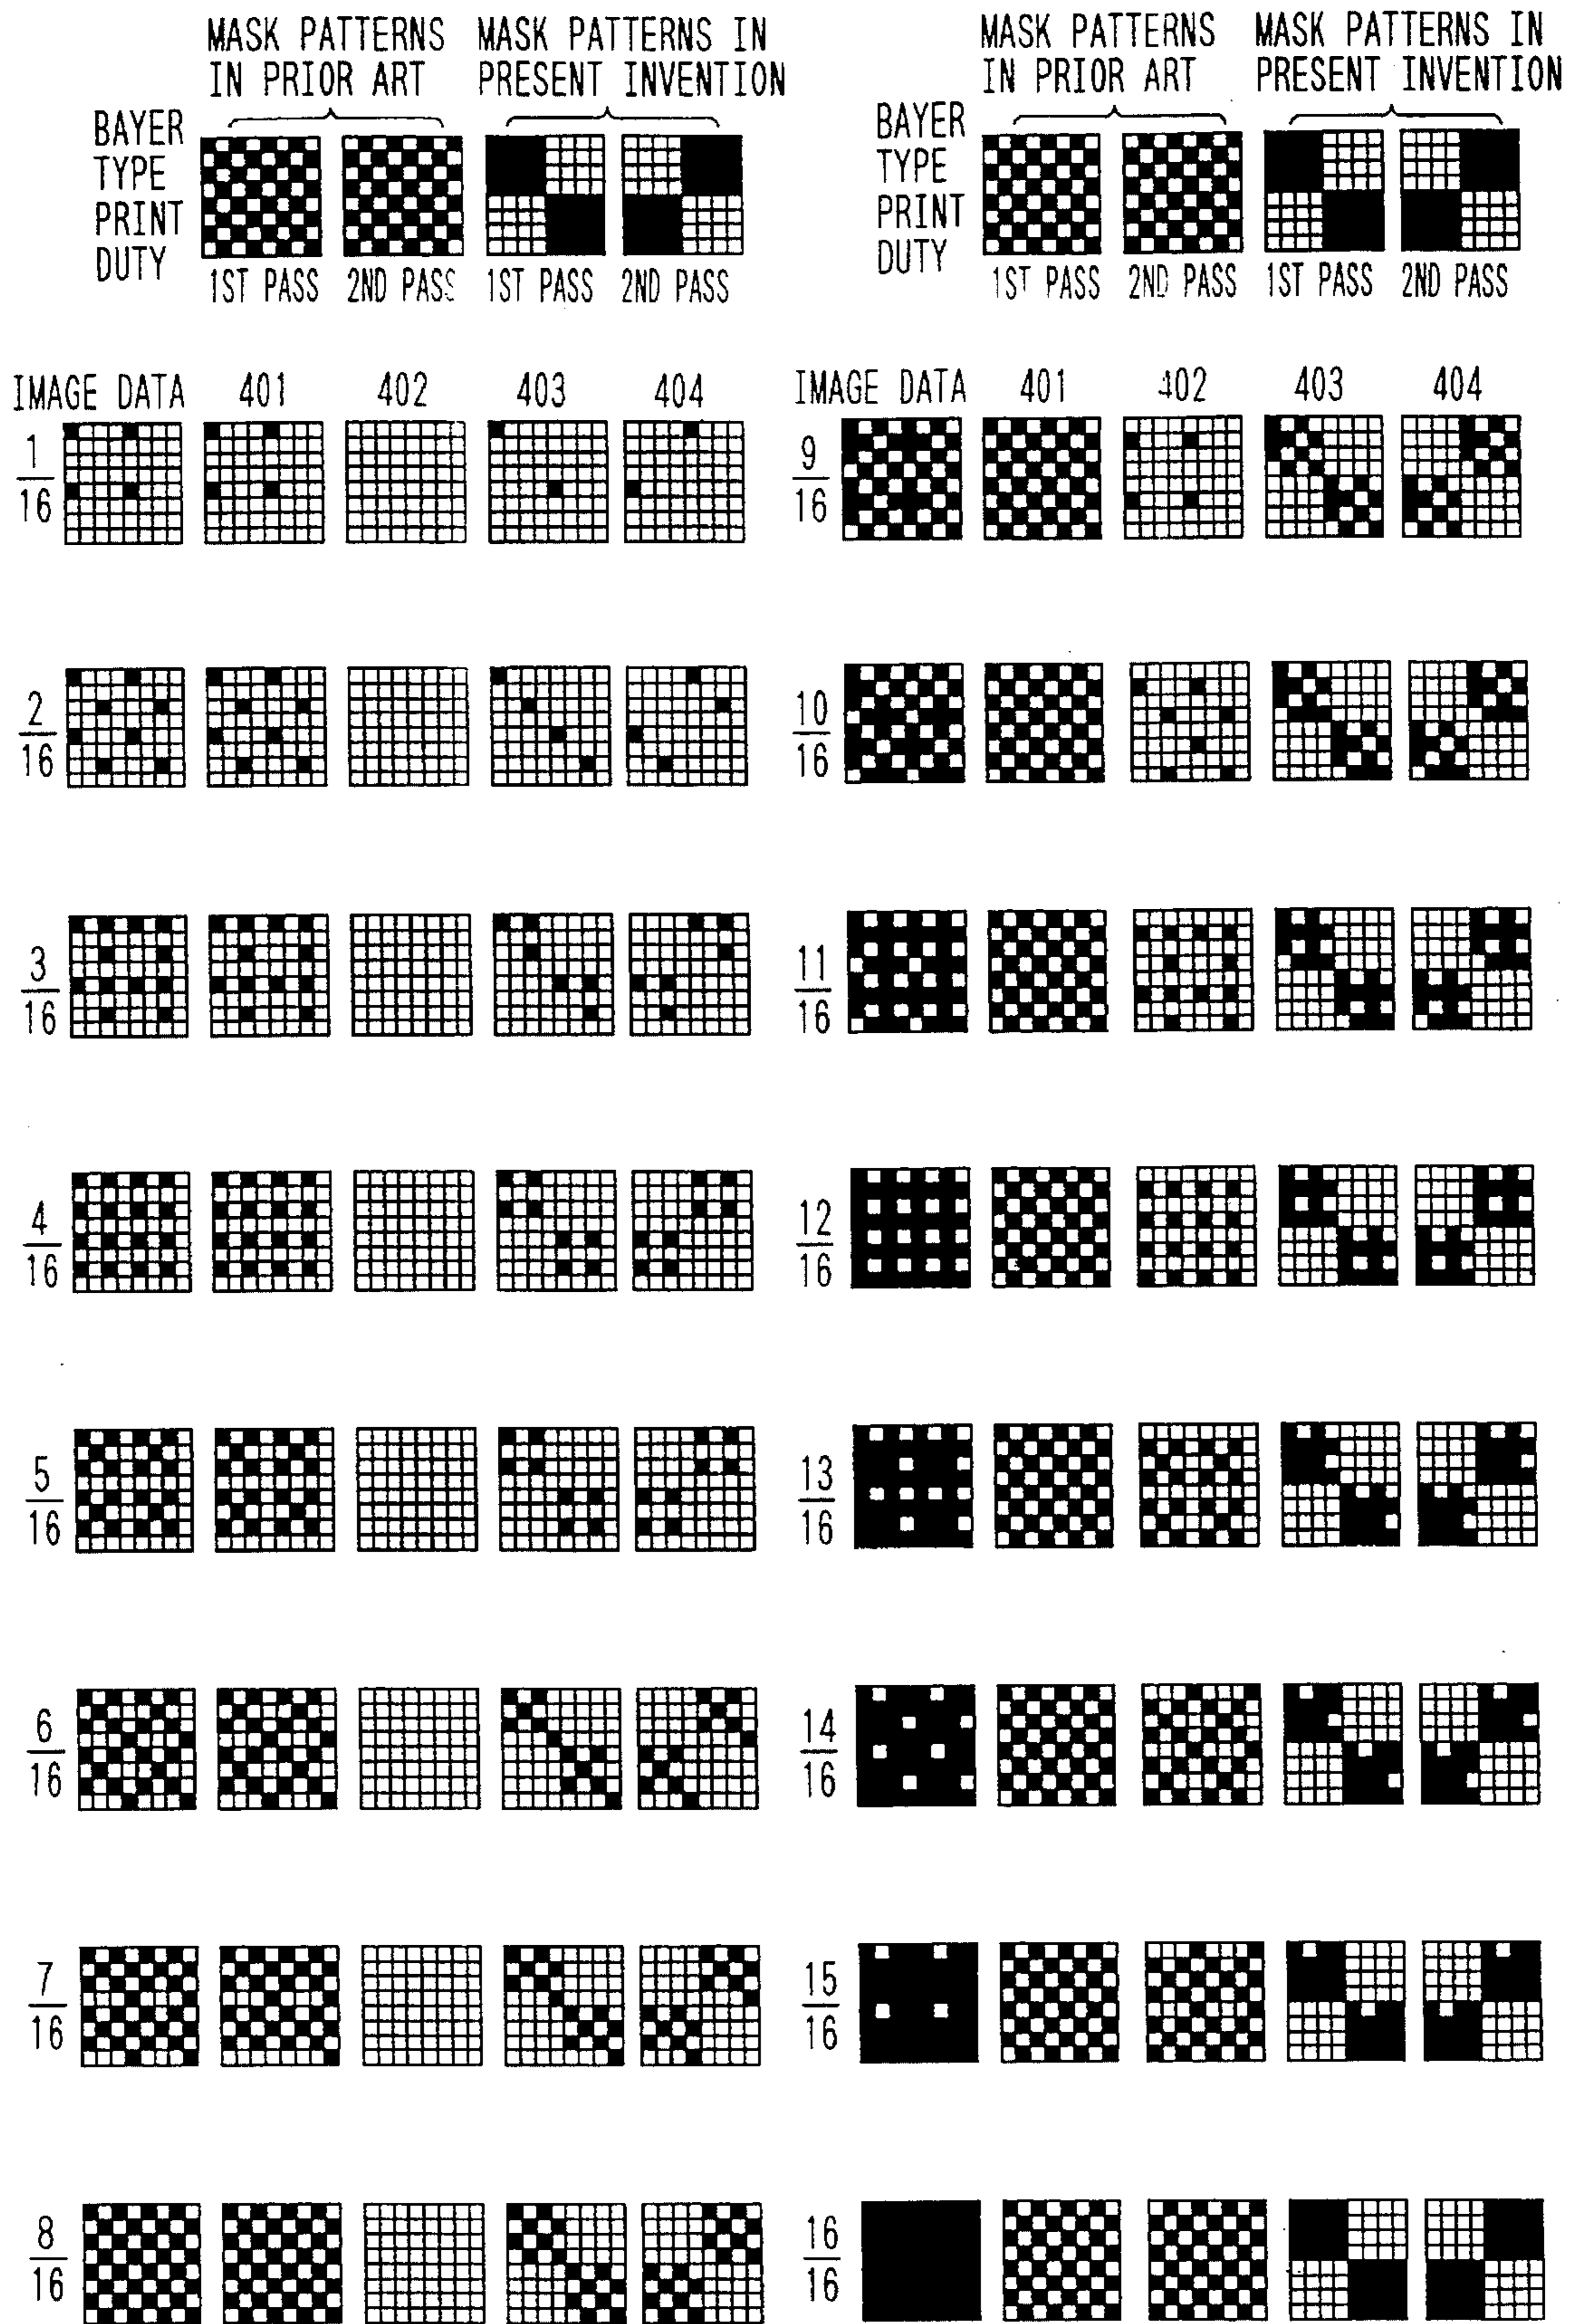 MASK PATTERNS IN PRIOR ART
MASK PATTERNS IN PRESENT INVENTION
BAYER TYPE PRINT DUTY
1ST PASS 2ND PASS 1ST PASS 2ND PASS
IMAGE DATA 401 402 403 404
1/16
2/16
3/16
4/16
5/16
6/16
7/16
8/16
MASK PATTERNS IN PRIOR ART
MASK PATTERNS IN PRESENT INVENTION
BAYER TYPE PRINT DUTY
1ST PASS 2ND PASS 1ST PASS 2ND PASS
IMAGE DATA 401 402 403 404
9/16
10/16
11/16
12/16
13/16
14/16
15/16
16/16